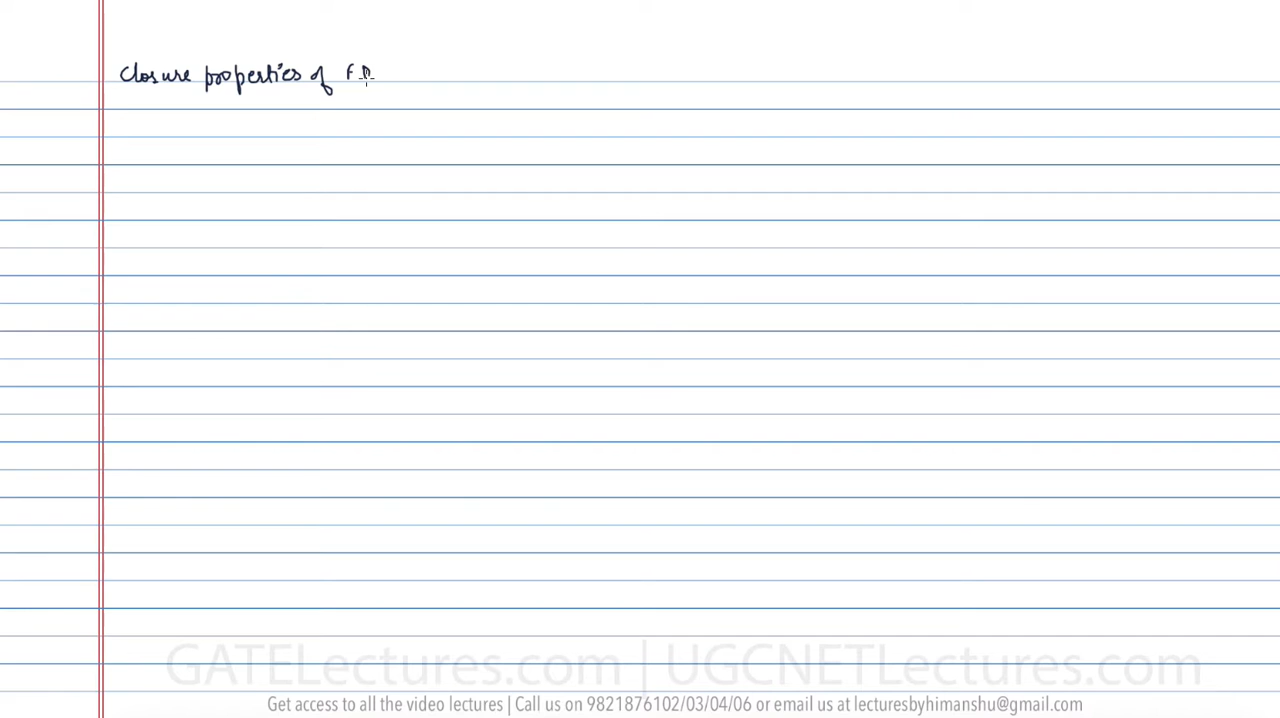 Closure properties of FD
GATELectures.com | UGCNETLectures.com
Get access to all the video lectures | Call us on 9821876102/03/04/06 or email us at lecturesbyhimanshu@gmail.com